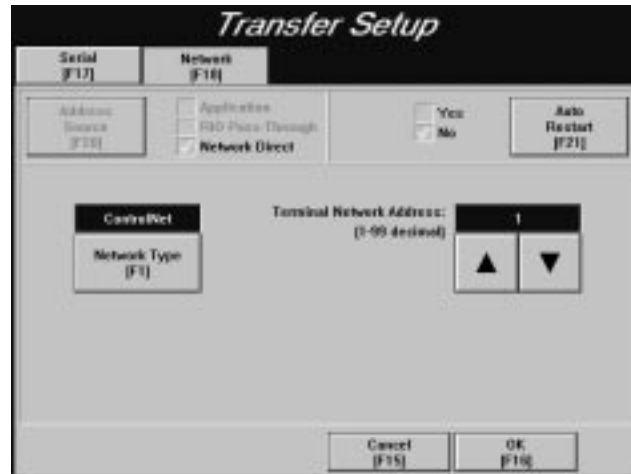 Transfer Setup
Serial
[F17]
Network
[F18]
Address
Source
[F20]
Application
RIO Pass-Through
Network Direct
Yes
No
Auto
Restart
[F21]
ControlNet
Network Type
[F1]
Terminal Network Address:
(1-99 decimal)
1
Cancel
[F15]
OK
[F16]